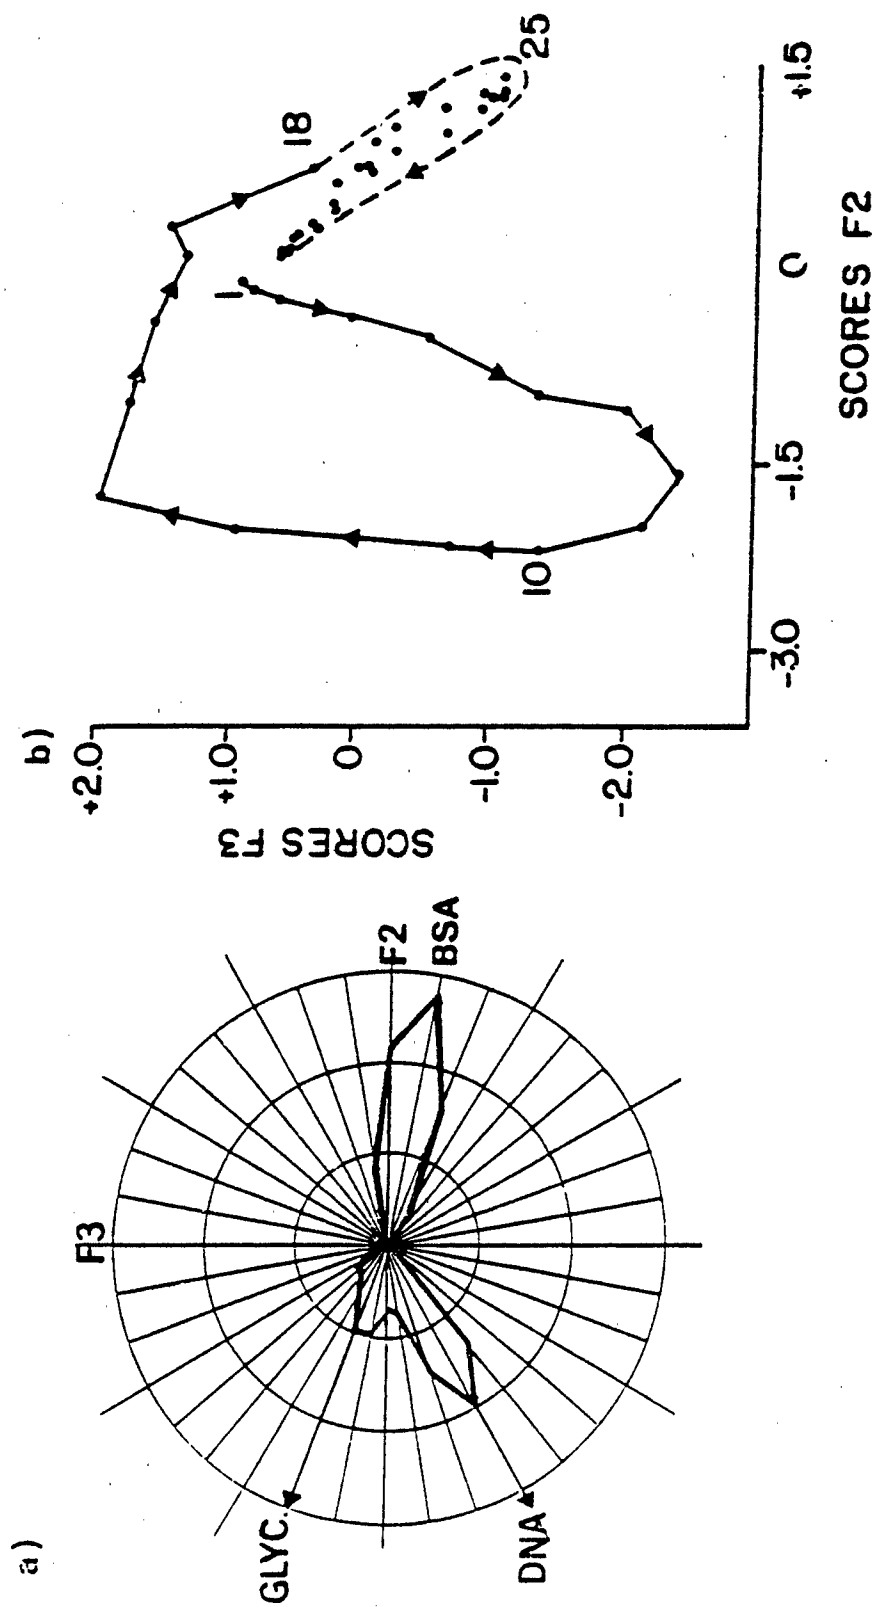 a)
F3
GLYC.
F2
BSA
DNA
b)
+2.0
+1.0
0
-1.0
-2.0
SCORES F3
18
25
1
10
-3.0
-1.5
0
+1.5
SCORES F2